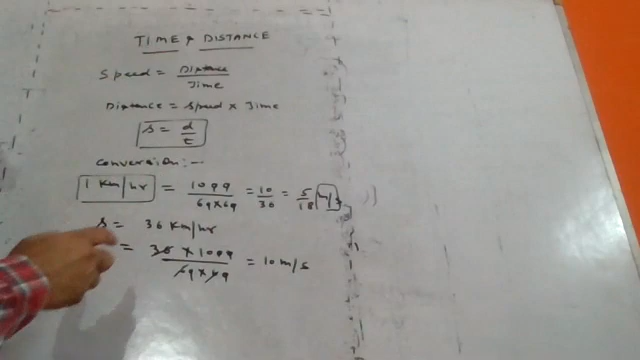 TIME & DISTANCE
Speed = Distance / Time
Distance = Speed × Time
s = d / t
Conversion:-
1 Km/hr = 1000 / 60×60 = 10 / 36 = 5 / 18 m/s
s = 36 Km/hr
= 36 × 1000 / 60 × 60 = 10 m/s